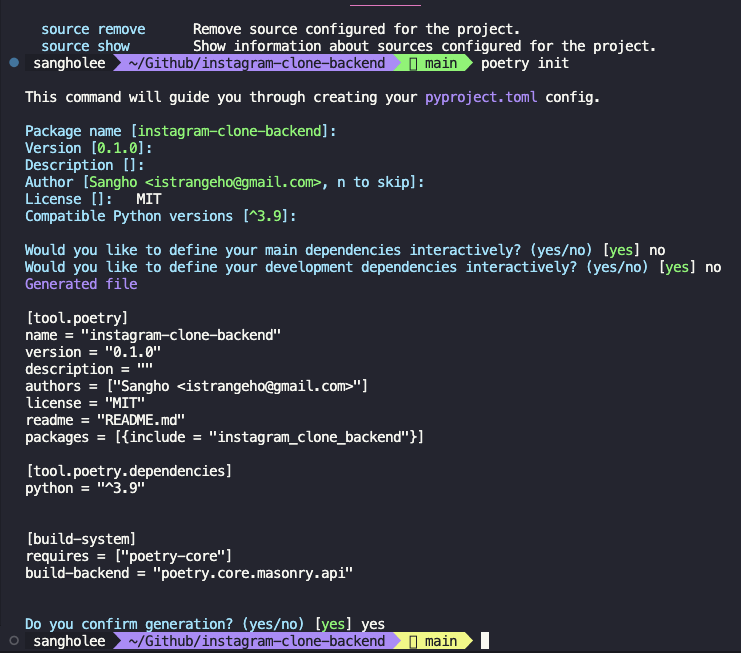 source remove Remove source configured for the project.
source show Show information about sources configured for the project.
sangholee ~/Github/instagram-clone-backend main poetry init
This command will guide you through creating your pyproject.toml config.
Package name [instagram-clone-backend]:
Version [0.1.0]:
Description []:
Author [Sangho <istrangeho@gmail.com>, n to skip]:
License []: MIT
Compatible Python versions [^3.9]:
Would you like to define your main dependencies interactively? (yes/no) [yes] no
Would you like to define your development dependencies interactively? (yes/no) [yes] no
Generated file
[tool.poetry]
name = "instagram-clone-backend"
version = "0.1.0"
description = ""
authors = ["Sangho <istrangeho@gmail.com>"]
license = "MIT"
readme = "README.md"
packages = [{include = "instagram_clone_backend"}]
[tool.poetry.dependencies]
python = "^3.9"
[build-system]
requires = ["poetry-core"]
build-backend = "poetry.core.masonry.api"
Do you confirm generation? (yes/no) [yes] yes
sangholee ~/Github/instagram-clone-backend main